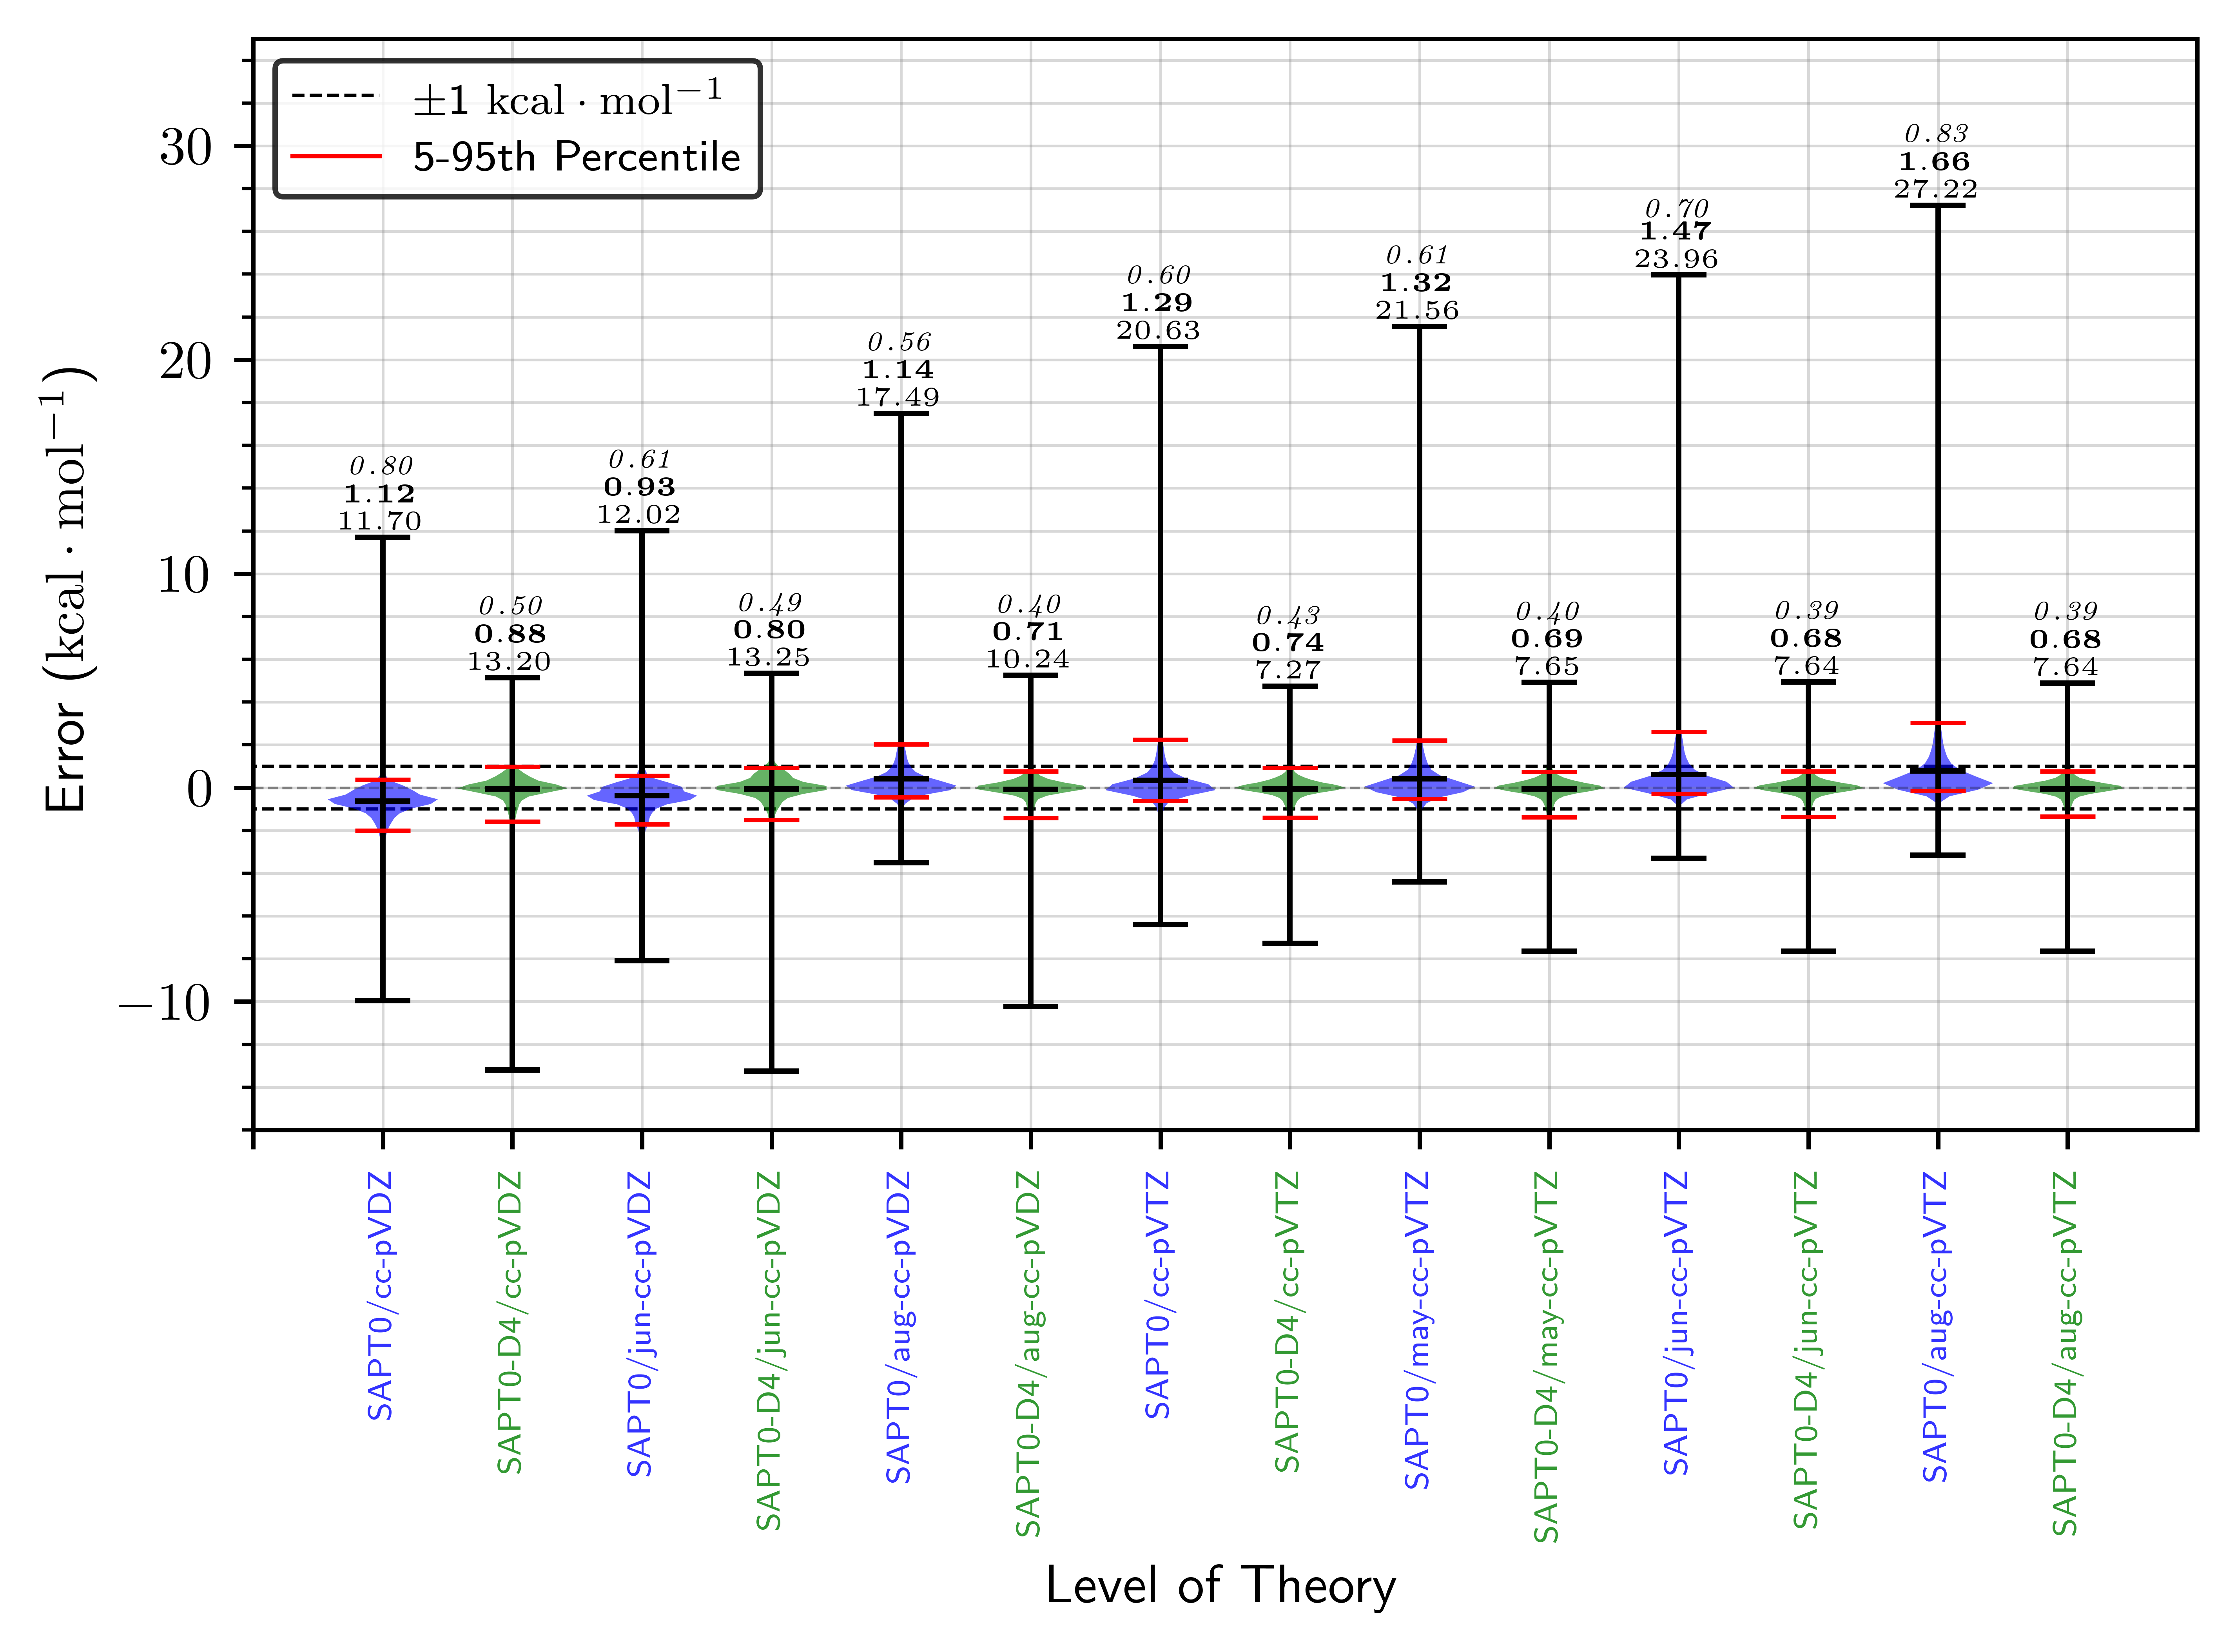 ±1 kcal · mol⁻¹
5-95th Percentile
Error (kcal · mol⁻¹)
30
20
10
0
−10
0.80
1.12
11.70
0.50
0.88
13.20
0.61
0.93
12.02
0.49
0.80
13.25
0.56
1.14
17.49
0.40
0.71
10.24
0.60
1.29
20.63
0.43
0.74
7.27
0.61
1.32
21.56
0.40
0.69
7.65
0.70
1.47
23.96
0.39
0.68
7.64
0.83
1.66
27.22
0.39
0.68
7.64
SAPT0/cc-pVDZ
SAPT0-D4/cc-pVDZ
SAPT0/jun-cc-pVDZ
SAPT0-D4/jun-cc-pVDZ
SAPT0/aug-cc-pVDZ
SAPT0-D4/aug-cc-pVDZ
SAPT0/cc-pVTZ
SAPT0-D4/cc-pVTZ
SAPT0/may-cc-pVTZ
SAPT0-D4/may-cc-pVTZ
SAPT0/jun-cc-pVTZ
SAPT0-D4/jun-cc-pVTZ
SAPT0/aug-cc-pVTZ
SAPT0-D4/aug-cc-pVTZ
Level of Theory